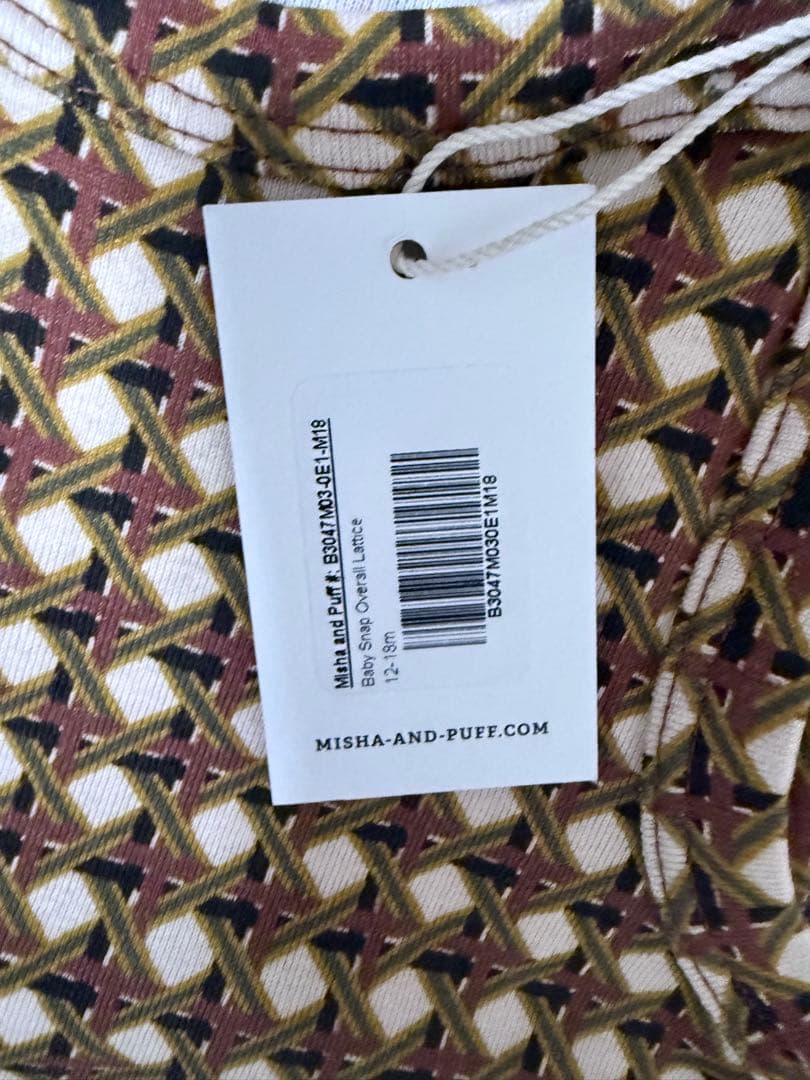 Misha and Puff #: B3047M03-0E1-M18
Baby Snap Overall Lattice
12-18m
B3047M030E1M18
MISHA-AND-PUFF.COM